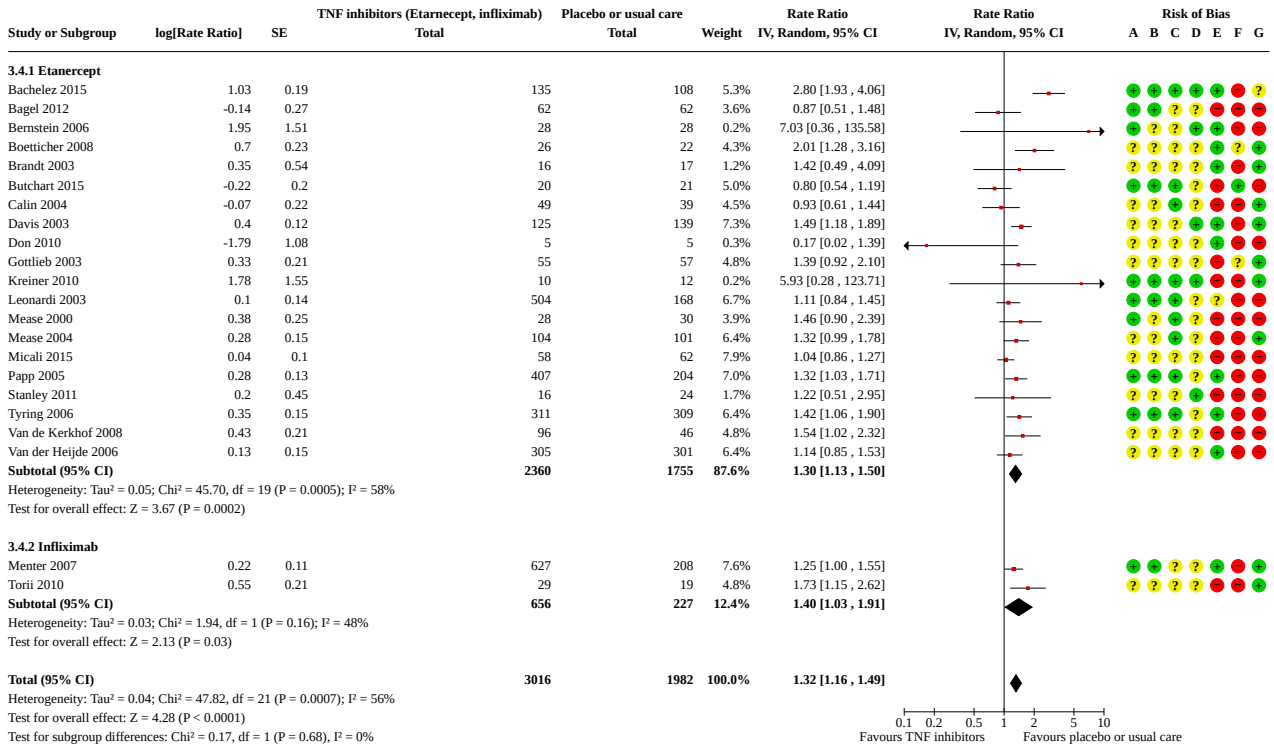 TNF inhibitors (Etarnecept, infliximab) Placebo or usual care Rate Ratio Rate Ratio Risk of Bias
Study or Subgroup log[Rate Ratio] SE Total Total Weight IV, Random, 95% CI IV, Random, 95% CI A B C D E F G
3.4.1 Etanercept
Bachelez 2015 1.03 0.19 135 108 5.3% 2.80 [1.93 , 4.06] + + + + + − ?
Bagel 2012 -0.14 0.27 62 62 3.6% 0.87 [0.51 , 1.48] + + ? ? − − −
Bernstein 2006 1.95 1.51 28 28 0.2% 7.03 [0.36 , 135.58] + ? ? + + − −
Boetticher 2008 0.7 0.23 26 22 4.3% 2.01 [1.28 , 3.16] ? ? ? ? + ? +
Brandt 2003 0.35 0.54 16 17 1.2% 1.42 [0.49 , 4.09] ? ? ? ? + − +
Butchart 2015 -0.22 0.2 20 21 5.0% 0.80 [0.54 , 1.19] + + + ? − + −
Calin 2004 -0.07 0.22 49 39 4.4% 0.93 [0.61 , 1.44] ? ? + ? − − +
Davis 2003 0.4 0.12 125 139 7.3% 1.49 [1.18 , 1.89] ? ? ? + + − +
Don 2010 -1.79 1.08 5 5 0.3% 0.17 [0.02 , 1.39] ? ? ? ? + − −
Gottlieb 2003 0.33 0.21 55 57 4.8% 1.39 [0.92 , 2.10] ? ? ? ? − ? +
Kreiner 2010 1.78 1.55 10 12 0.2% 5.93 [0.28 , 123.71] + + + + − − +
Leonardi 2003 0.1 0.14 504 168 6.7% 1.11 [0.84 , 1.45] + + + ? ? − −
Mease 2000 0.38 0.25 28 30 4.0% 1.46 [0.90 , 2.39] + ? + ? − − −
Mease 2004 0.28 0.15 104 101 6.4% 1.32 [0.99 , 1.78] ? ? + ? − − +
Micali 2015 0.04 0.1 58 62 7.9% 1.04 [0.86 , 1.27] ? ? ? ? − − −
Papp 2005 0.28 0.13 407 204 7.0% 1.32 [1.03 , 1.71] + + + ? + − −
Stanley 2011 0.2 0.45 16 24 1.7% 1.22 [0.51 , 2.95] ? ? ? + − − −
Tyring 2006 0.35 0.15 311 309 6.4% 1.42 [1.06 , 1.90] + + + ? + − −
Van de Kerkhof 2008 0.43 0.21 96 46 4.8% 1.54 [1.02 , 2.32] ? ? ? ? − − −
Van der Heijde 2006 0.13 0.15 305 301 6.4% 1.14 [0.85 , 1.53] ? ? ? ? + − −
Subtotal (95% CI) 2360 1755 87.6% 1.30 [1.13 , 1.50]
Heterogeneity: Tau² = 0.05; Chi² = 45.70, df = 19 (P = 0.0005); I² = 58%
Test for overall effect: Z = 3.67 (P = 0.0002)
3.4.2 Infliximab
Menter 2007 0.22 0.11 627 208 7.6% 1.25 [1.00 , 1.55] + + ? ? + − +
Torii 2010 0.55 0.21 29 19 4.8% 1.73 [1.15 , 2.62] ? ? ? ? − − +
Subtotal (95% CI) 656 227 12.4% 1.40 [1.03 , 1.91]
Heterogeneity: Tau² = 0.03; Chi² = 1.94, df = 1 (P = 0.16); I² = 48%
Test for overall effect: Z = 2.13 (P = 0.03)
Total (95% CI) 3016 1982 100.0% 1.32 [1.16 , 1.49]
Heterogeneity: Tau² = 0.04; Chi² = 47.82, df = 21 (P = 0.0007); I² = 56%
Test for overall effect: Z = 4.28 (P < 0.0001)
0.1 0.2 0.5 1 2 5 10
Test for subgroup differences: Chi² = 0.17, df = 1 (P = 0.68), I² = 0%
Favours TNF inhibitors Favours placebo or usual care